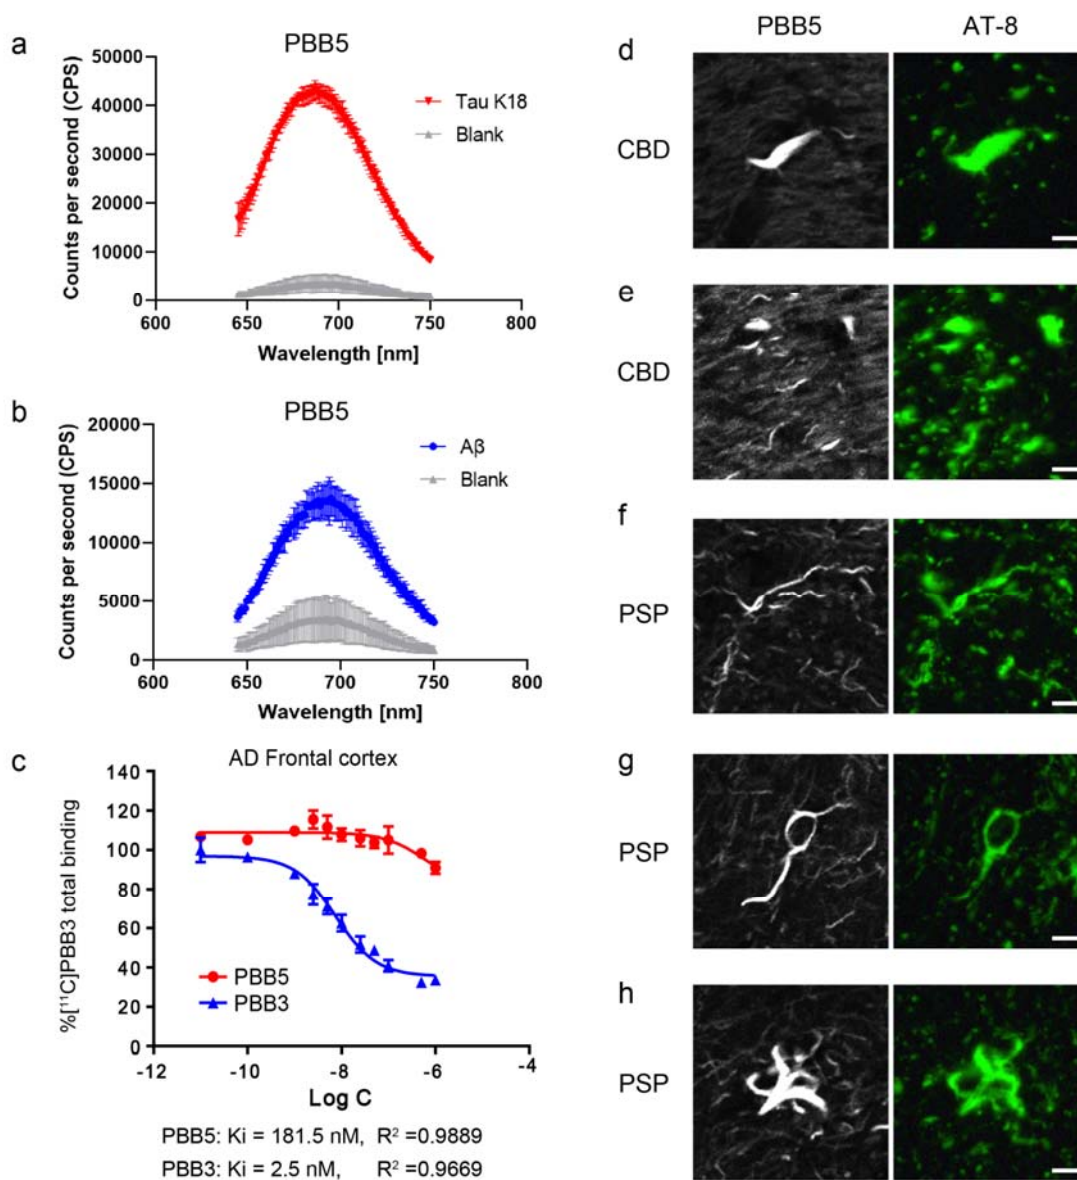 a
PBB5
50000
40000
30000
20000
10000
0
Counts per second (CPS)
Tau K18
Blank
600 650 700 750 800
Wavelength [nm]
b
PBB5
20000
15000
10000
5000
0
Counts per second (CPS)
Aβ
Blank
600 650 700 750 800
Wavelength [nm]
c
AD Frontal cortex
140
120
100
80
60
40
20
0
%[¹¹C]PBB3 total binding
PBB5
PBB3
-12 -10 -8 -6 -4
Log C
PBB5: Ki = 181.5 nM, R² =0.9889
PBB3: Ki = 2.5 nM, R² =0.9669
PBB5 AT-8
d
CBD
e
CBD
f
PSP
g
PSP
h
PSP